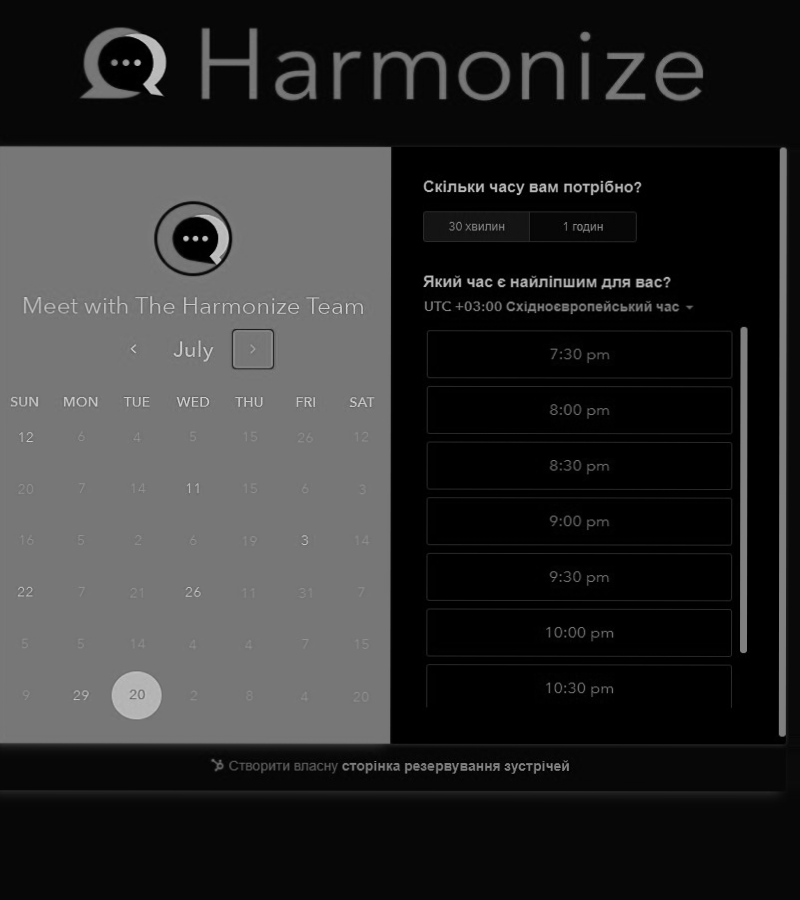 Harmonize
Meet with The Harmonize Team
July
SUN MON TUE WED THU FRI SAT
12 6 4 5 15 26 12
20 7 14 11 15 6 3
16 5 2 6 19 3 14
22 7 21 26 11 31 7
5 5 14 4 4 7 15
9 29 20 2 8 4 20
Скільки часу вам потрібно?
30 хвилин 1 годин
Який час є найліпшим для вас?
UTC +03:00 Східноєвропейський час
7:30 pm
8:00 pm
8:30 pm
9:00 pm
9:30 pm
10:00 pm
10:30 pm
Створити власну сторінка резервування зустрічей